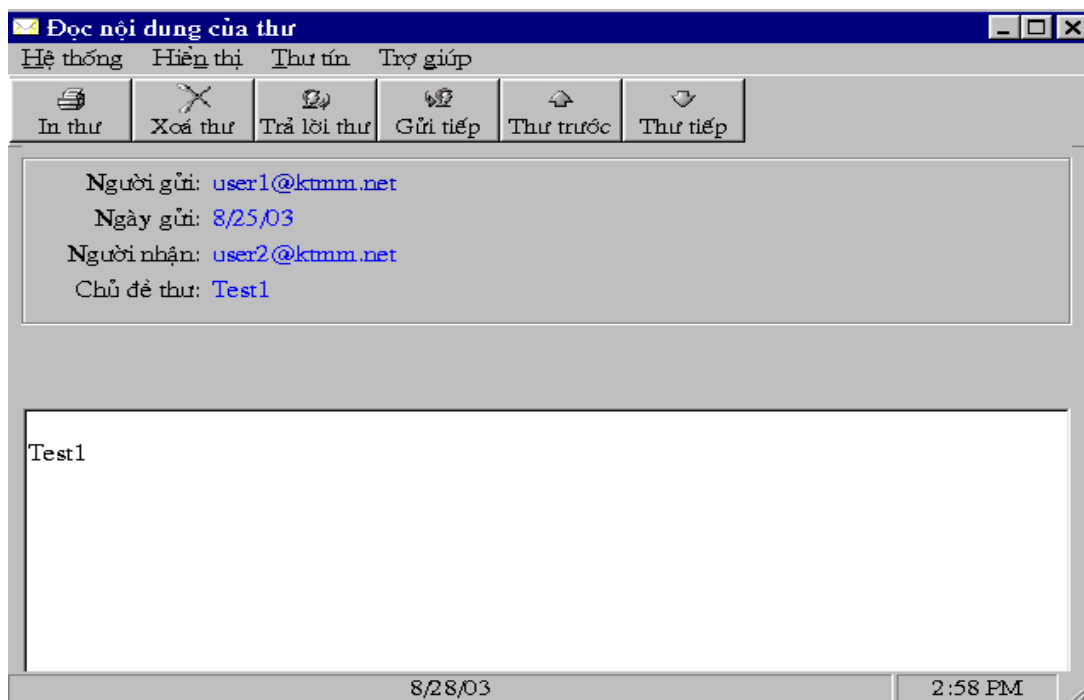 Đọc nội dung của thư
Hệ thống Hiển thị Thư tín Trợ giúp
In thư Xoá thư Trả lời thư Gửi tiếp Thư trước Thư tiếp
Người gửi: user1@ktmm.net
Ngày gửi: 8/25/03
Người nhận: user2@ktmm.net
Chủ đề thư: Test1
Test1
8/28/03 2:58 PM